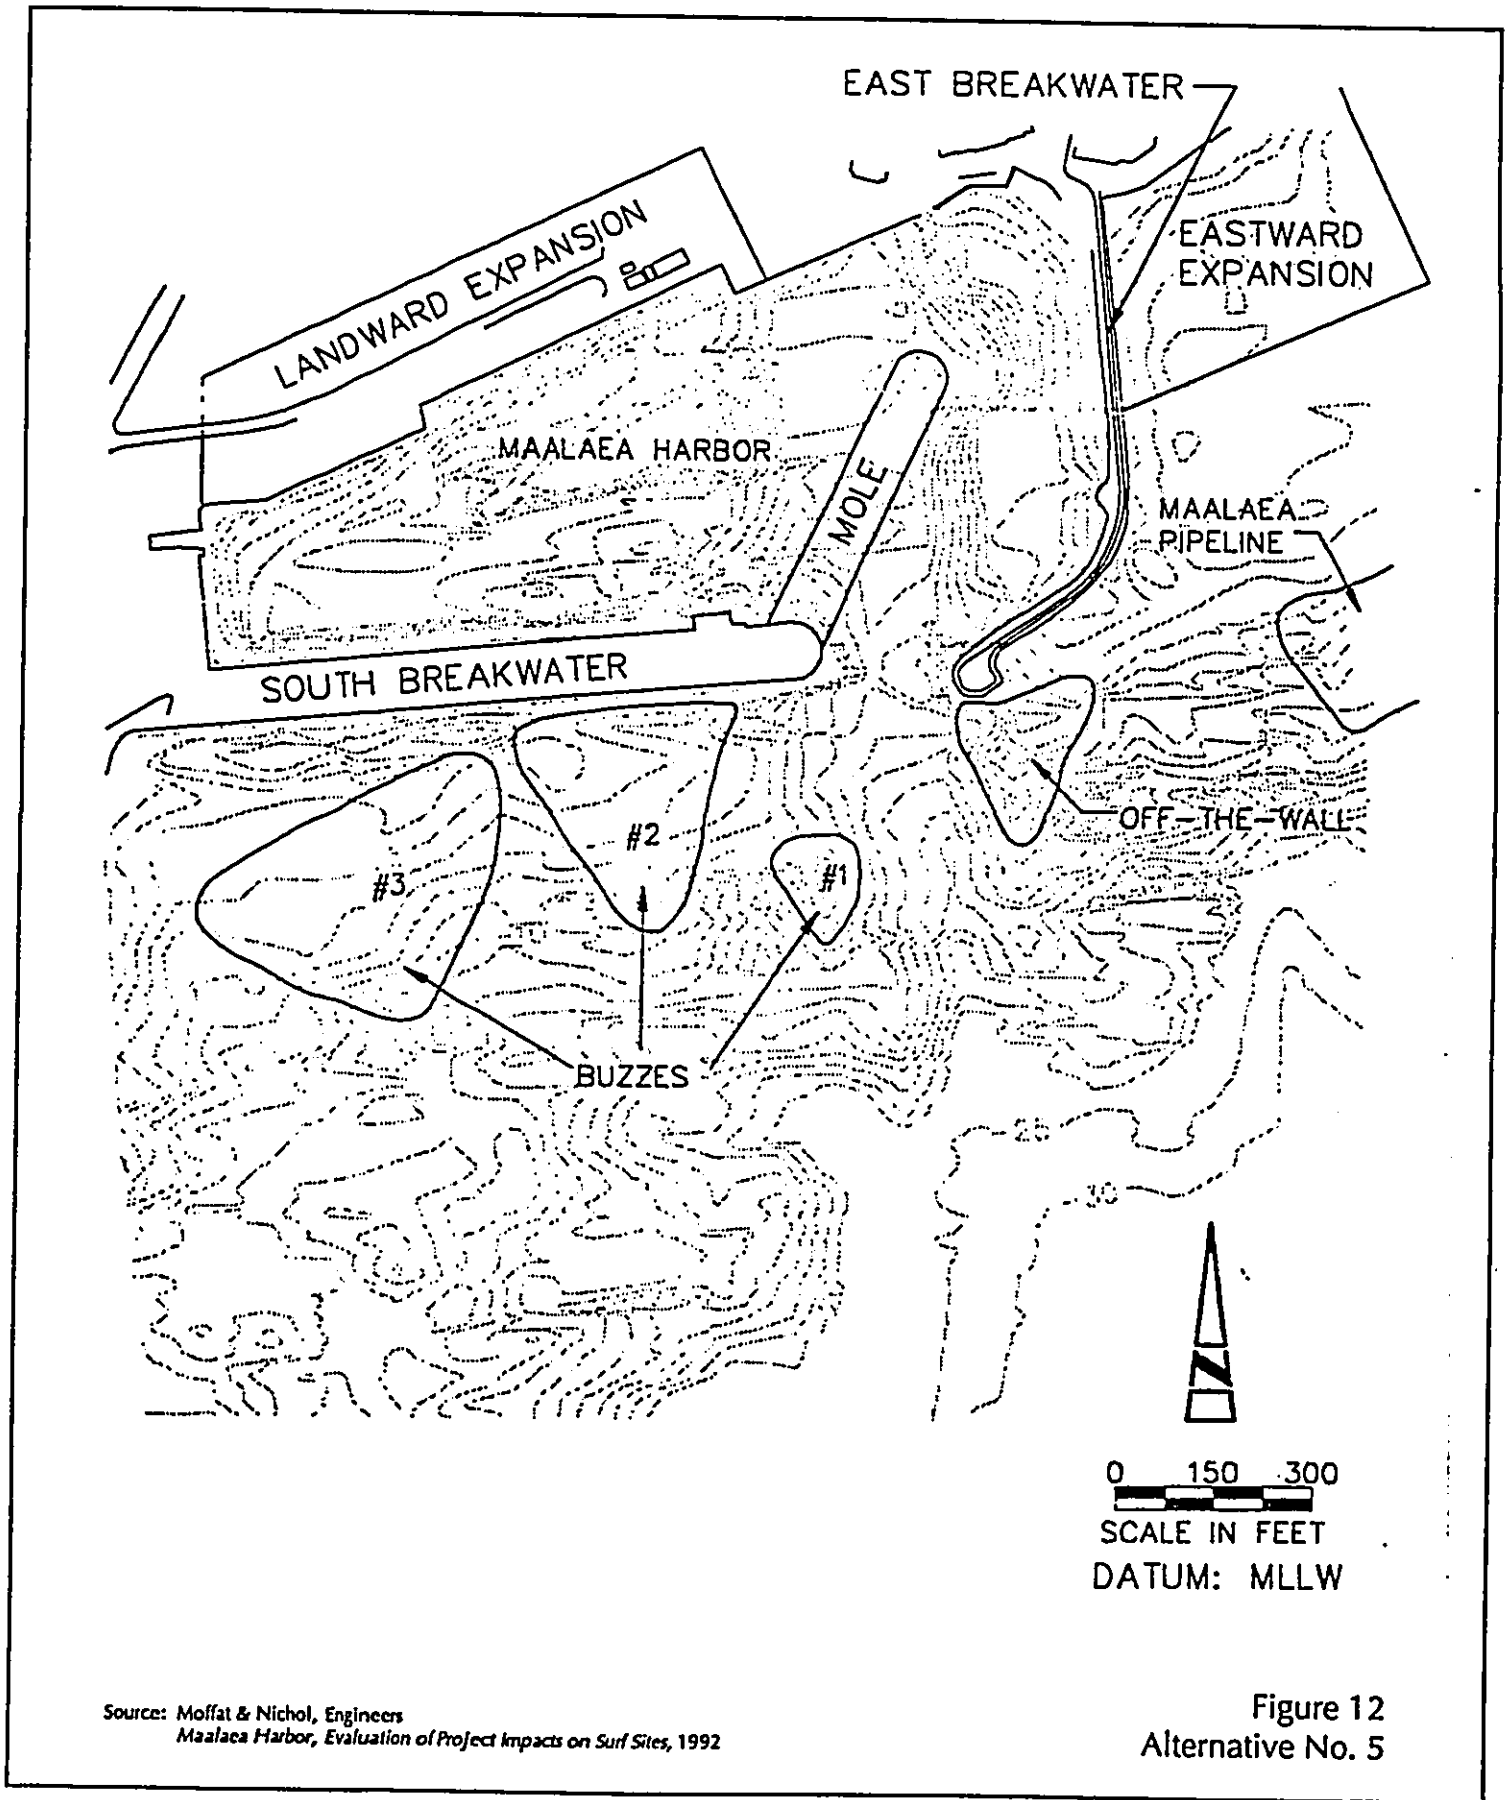 EAST BREAKWATER
LANDWARD EXPANSION
EASTWARD
EXPANSION
MAALAEA HARBOR
MOLE
MAALAEA
PIPELINE
SOUTH BREAKWATER
OFF-THE-WALL
#2
#1
#3
BUZZES
30
N
0 150 300
SCALE IN FEET
DATUM: MLLW
Source: Moffat & Nichol, Engineers
Maalaea Harbor, Evaluation of Project Impacts on Surf Sites, 1992
Figure 12
Alternative No. 5